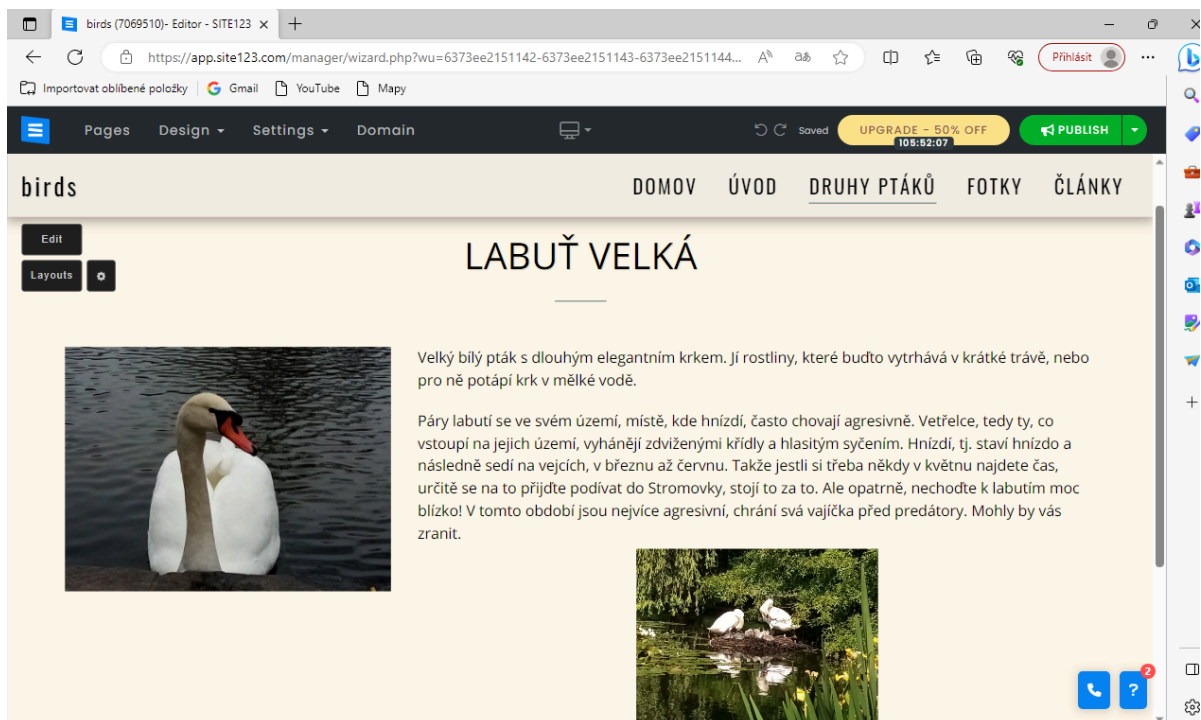 birds (7069510)- Editor - SITE123
https://app.site123.com/manager/wizard.php?wu=6373ee2151142-6373ee2151143-6373ee2151144...
Přihlásit
Importovat oblíbené položky
Gmail
YouTube
Mapy
Pages
Design
Settings
Domain
Saved
UPGRADE - 50% OFF
105:52:07
PUBLISH
birds
DOMOV
ÚVOD
DRUHY PTÁKŮ
FOTKY
ČLÁNKY
Edit
Layouts
LABUŤ VELKÁ
Velký bílý pták s dlouhým elegantním krkem. Jí rostliny, které buďto vytrhává v krátké trávě, nebo
pro ně potápí krk v mělké vodě.
Páry labutí se ve svém území, místě, kde hnízdí, často chovají agresivně. Vetřelce, tedy ty, co
vstoupí na jejich území, vyhánějí zdviženými křídly a hlasitým syčením. Hnízdí, tj. staví hnízdo a
následně sedí na vejcích, v březnu až červnu. Takže jestli si třeba někdy v květnu najdete čas,
určitě se na to přijďte podívat do Stromovky, stojí to za to. Ale opatrně, nechoďte k labutím moc
blízko! V tomto období jsou nejvíce agresivní, chrání svá vajíčka před predátory. Mohly by vás
zranit.
2
?